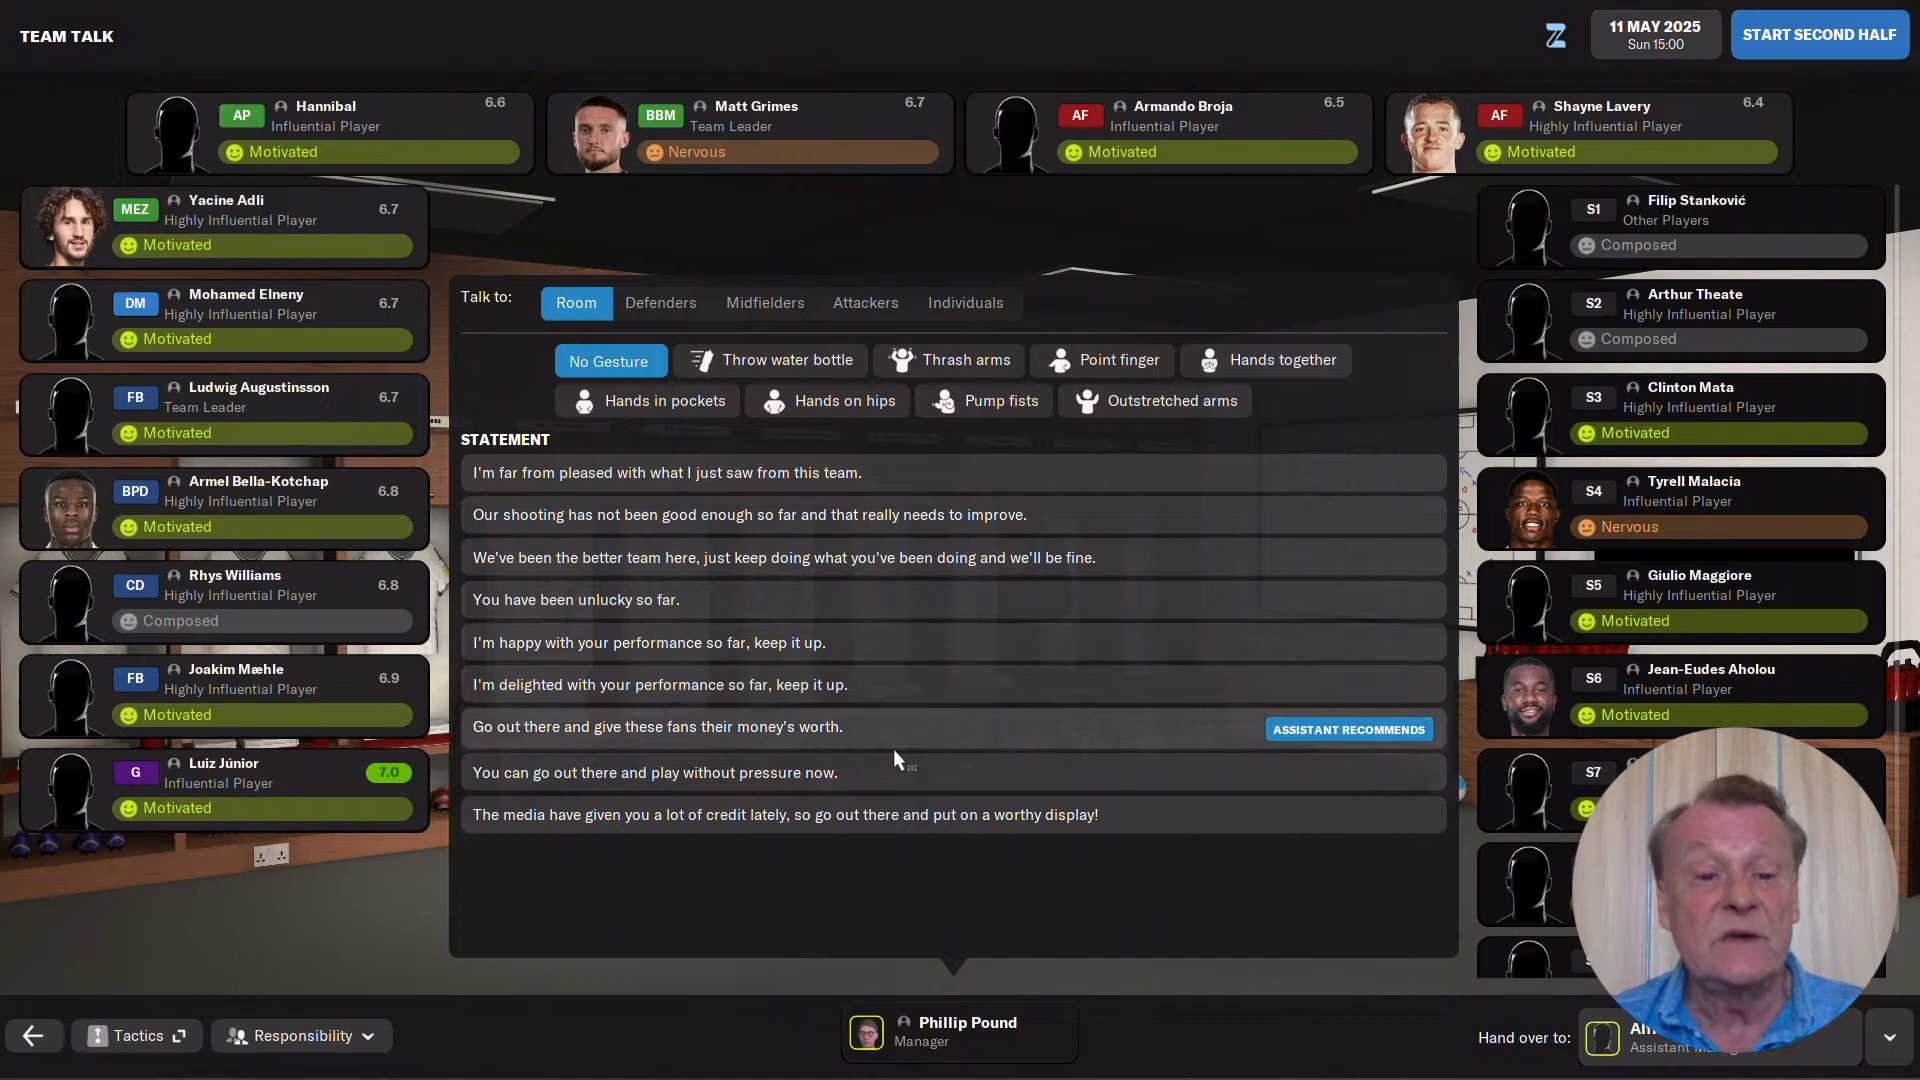 TEAM TALK
11 MAY 2025
Sun 15:00
START SECOND HALF
AP
Hannibal
6.6
Influential Player
Motivated
BBM
Matt Grimes
6.7
Team Leader
Nervous
AF
Armando Broja
6.5
Influential Player
Motivated
AF
Shayne Lavery
6.4
Highly Influential Player
Motivated
MEZ
Yacine Adli
6.7
Highly Influential Player
Motivated
DM
Mohamed Elneny
6.7
Highly Influential Player
Motivated
FB
Ludwig Augustinsson
6.7
Team Leader
Motivated
BPD
Armel Bella-Kotchap
6.8
Highly Influential Player
Motivated
CD
Rhys Williams
6.8
Highly Influential Player
Composed
FB
Joakim Mæhle
6.9
Highly Influential Player
Motivated
G
Luiz Júnior
7.0
Influential Player
Motivated
Talk to:
Room
Defenders
Midfielders
Attackers
Individuals
No Gesture
Throw water bottle
Thrash arms
Point finger
Hands together
Hands in pockets
Hands on hips
Pump fists
Outstretched arms
STATEMENT
I'm far from pleased with what I just saw from this team.
Our shooting has not been good enough so far and that really needs to improve.
We've been the better team here, just keep doing what you've been doing and we'll be fine.
You have been unlucky so far.
I'm happy with your performance so far, keep it up.
I'm delighted with your performance so far, keep it up.
Go out there and give these fans their money's worth.
ASSISTANT RECOMMENDS
You can go out there and play without pressure now.
The media have given you a lot of credit lately, so go out there and put on a worthy display!
S1
Filip Stanković
Other Players
Composed
S2
Arthur Theate
Highly Influential Player
Composed
S3
Clinton Mata
Highly Influential Player
Motivated
S4
Tyrell Malacia
Influential Player
Nervous
S5
Giulio Maggiore
Highly Influential Player
Motivated
S6
Jean-Eudes Aholou
Influential Player
Motivated
S7
Tactics
Responsibility
Phillip Pound
Manager
Hand over to:
Assistant